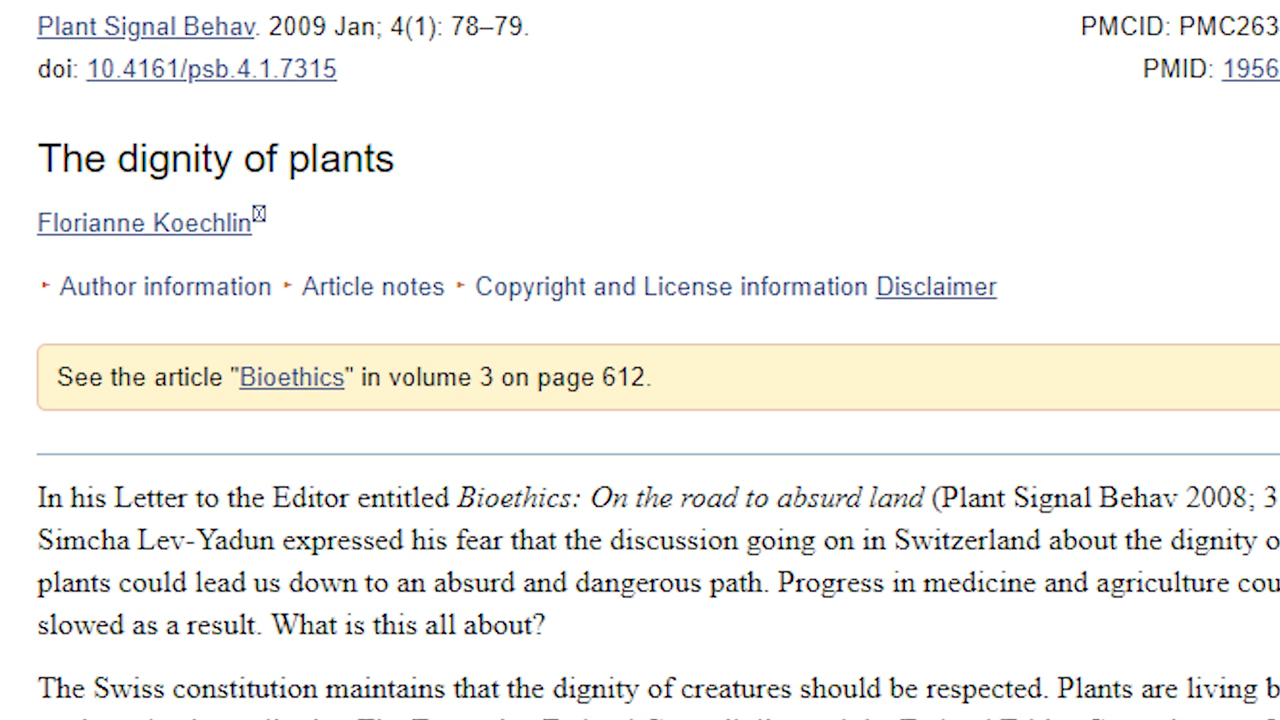 Plant Signal Behav. 2009 Jan; 4(1): 78–79.
PMCID: PMC263
doi: 10.4161/psb.4.1.7315
PMID: 1956
The dignity of plants
Florianne Koechlin
Author information Article notes Copyright and License information Disclaimer
See the article "Bioethics" in volume 3 on page 612.
In his Letter to the Editor entitled Bioethics: On the road to absurd land (Plant Signal Behav 2008; 3
Simcha Lev-Yadun expressed his fear that the discussion going on in Switzerland about the dignity o
plants could lead us down to an absurd and dangerous path. Progress in medicine and agriculture cou
slowed as a result. What is this all about?
The Swiss constitution maintains that the dignity of creatures should be respected. Plants are living b